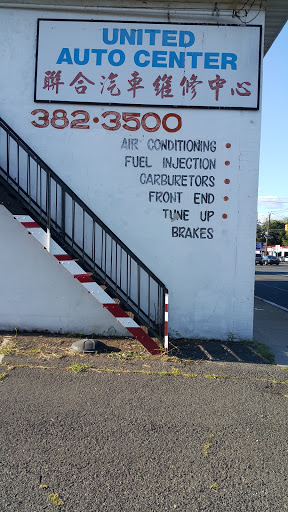 UNITED
AUTO CENTER
聯合汽車维修中心
382·3500
AIR CONDITIONING •
FUEL INJECTION •
CARBURETORS •
FRONT END •
TUNE UP •
BRAKES